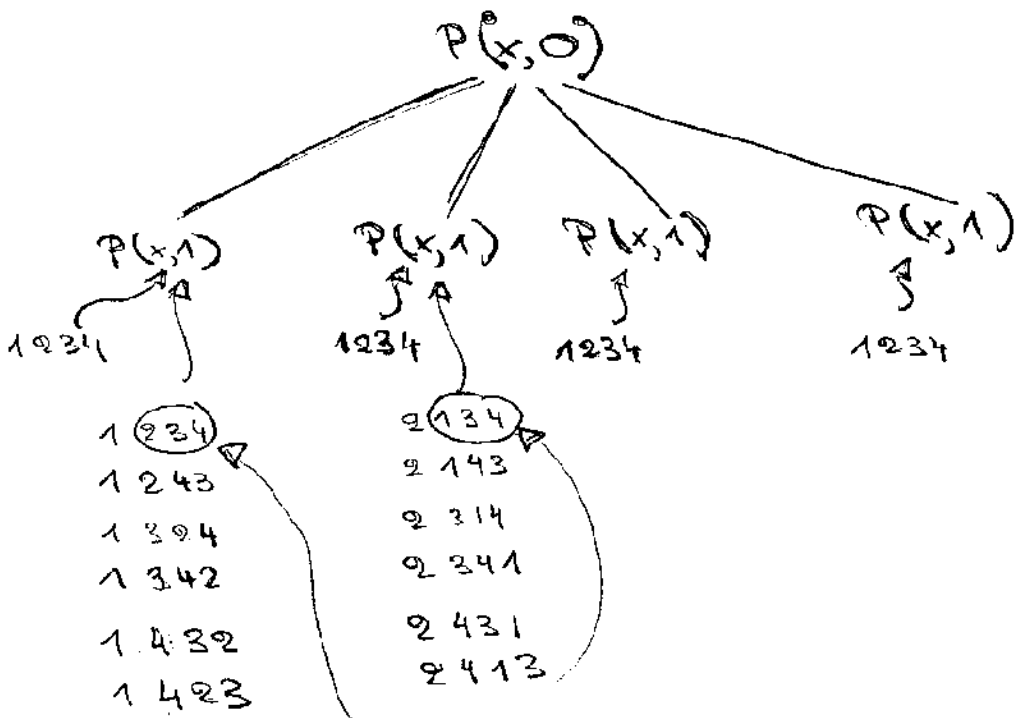 P(x,0)
P(x,1) P(x,1) P(x,1) P(x,1)
1234 1234 1234 1234
1 234 2 134
1 243 2 143
1 324 2 314
1 342 2 341
1 432 2 431
1 423 2 413